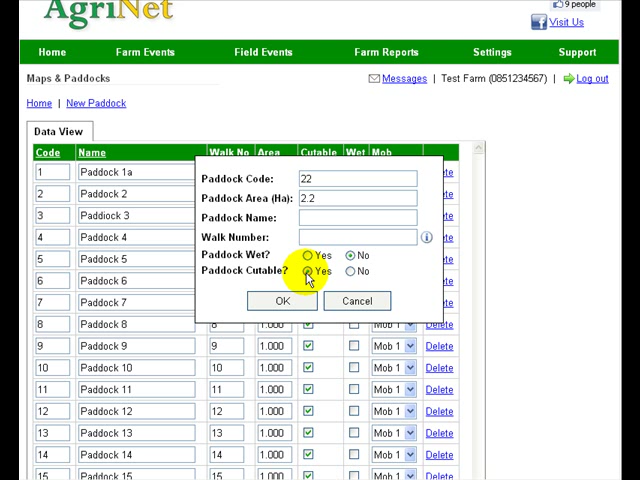 AgriNet
9 people
Visit Us
Home Farm Events Field Events Farm Reports Settings Support
Maps & Paddocks Messages | Test Farm (0851234567) | Log out
Home | New Paddock
Data View
Code Name Walk No Area Cutable Wet Mob
1 Paddock 1a
2 Paddock 2
3 Paddiock 3
4 Paddock 4
5 Paddock 5
6 Paddock 6
7 Paddock 7
Paddock Code: 22
Paddock Area (Ha): 2.2
Paddock Name:
Walk Number:
Paddock Wet? Yes No
Paddock Cutable? Yes No
OK Cancel
8 Paddock 8 8 1.000 Mob 1 Delete
9 Paddock 9 9 1.000 Mob 1 Delete
10 Paddock 10 10 1.000 Mob 1 Delete
11 Paddock 11 11 1.000 Mob 1 Delete
12 Paddock 12 12 1.000 Mob 1 Delete
13 Paddock 13 13 1.000 Mob 1 Delete
14 Paddock 14 14 1.000 Mob 1 Delete
15 Paddock 15 15 1.000 Mob 1 Delete